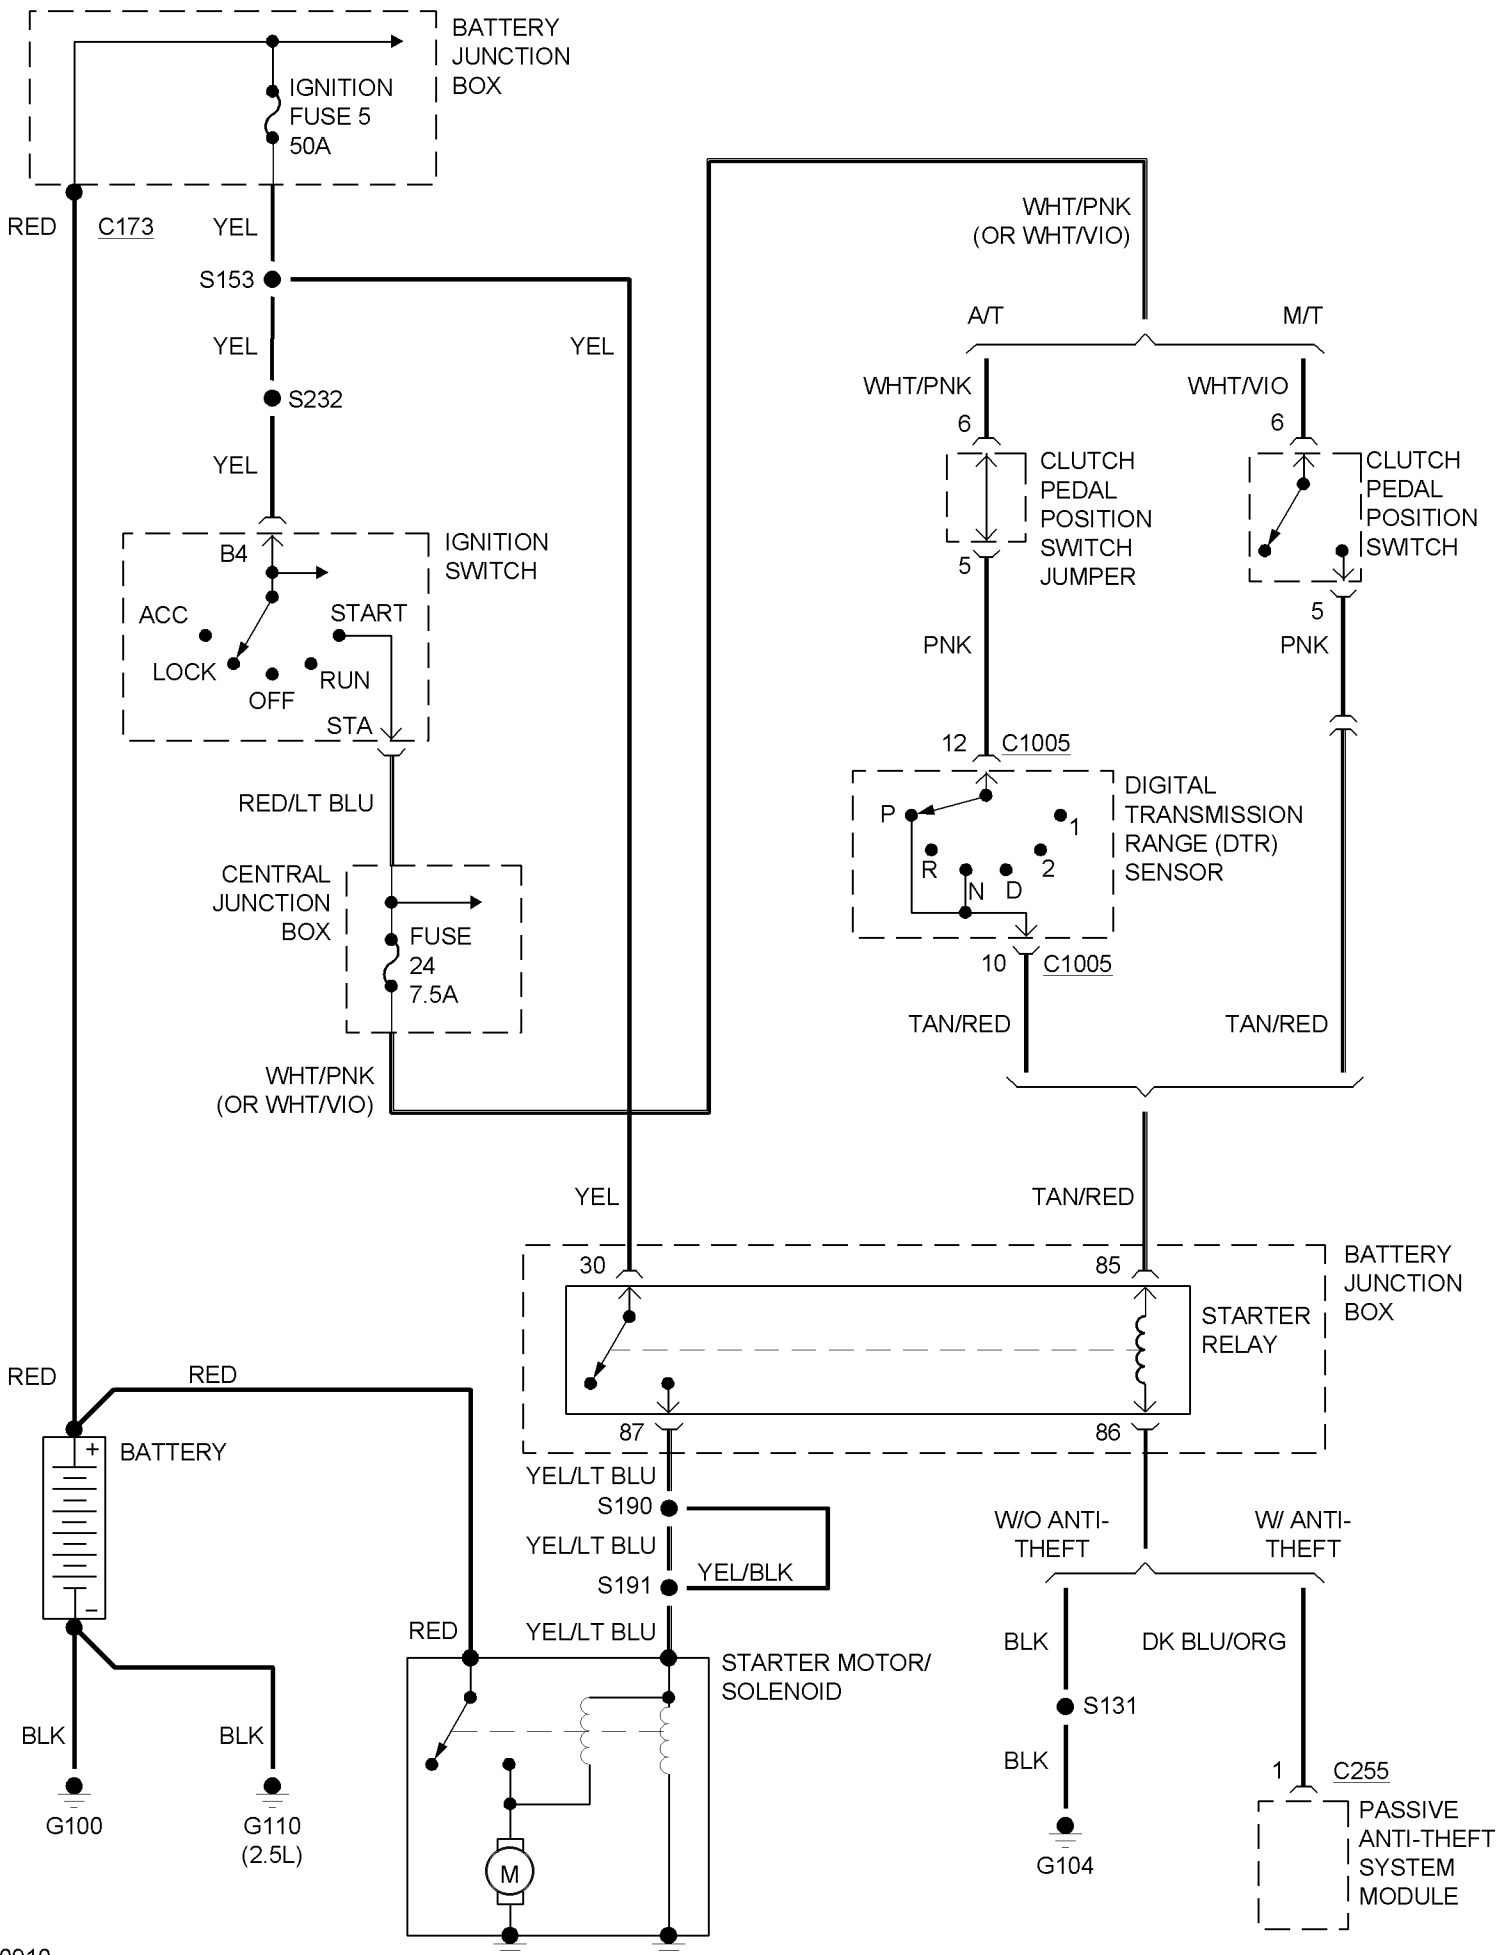 BATTERY
JUNCTION
BOX
IGNITION
FUSE 5
50A
RED
C173
YEL
S153
YEL
YEL
S232
YEL
B4
IGNITION
SWITCH
ACC
START
LOCK
RUN
OFF
STA
RED/LT BLU
CENTRAL
JUNCTION
BOX
FUSE
24
7.5A
WHT/PNK
(OR WHT/VIO)
WHT/PNK
(OR WHT/VIO)
A/T
M/T
WHT/PNK
WHT/VIO
6
6
CLUTCH
PEDAL
POSITION
SWITCH
JUMPER
CLUTCH
PEDAL
POSITION
SWITCH
5
5
PNK
PNK
12
C1005
DIGITAL
TRANSMISSION
RANGE (DTR)
SENSOR
P
R
N
D
2
1
10
C1005
TAN/RED
TAN/RED
YEL
TAN/RED
30
85
BATTERY
JUNCTION
BOX
STARTER
RELAY
87
86
RED
RED
+
BATTERY
–
YEL/LT BLU
S190
YEL/LT BLU
YEL/BLK
S191
RED
YEL/LT BLU
STARTER MOTOR/
SOLENOID
M
BLK
BLK
G100
G110
(2.5L)
W/O ANTI-
THEFT
W/ ANTI-
THEFT
BLK
DK BLU/ORG
S131
BLK
1
C255
G104
PASSIVE
ANTI-THEFT
SYSTEM
MODULE